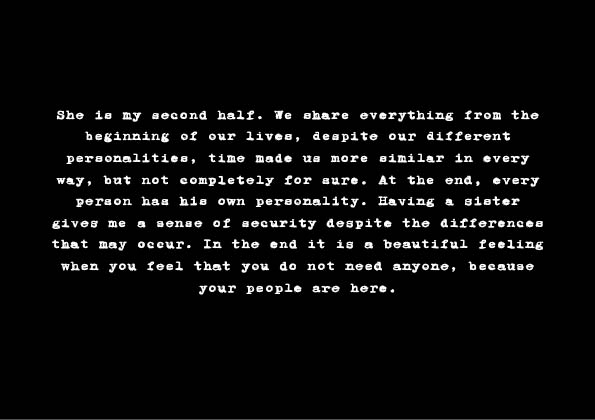 She is my second half. We share everything from the
beginning of our lives, despite our different
personalities, time made us more similar in every
way, but not completely for sure. At the end, every
person has his own personality. Having a sister
gives me a sense of security despite the differences
that may occur. In the end it is a beautiful feeling
when you feel that you do not need anyone, because
your people are here.